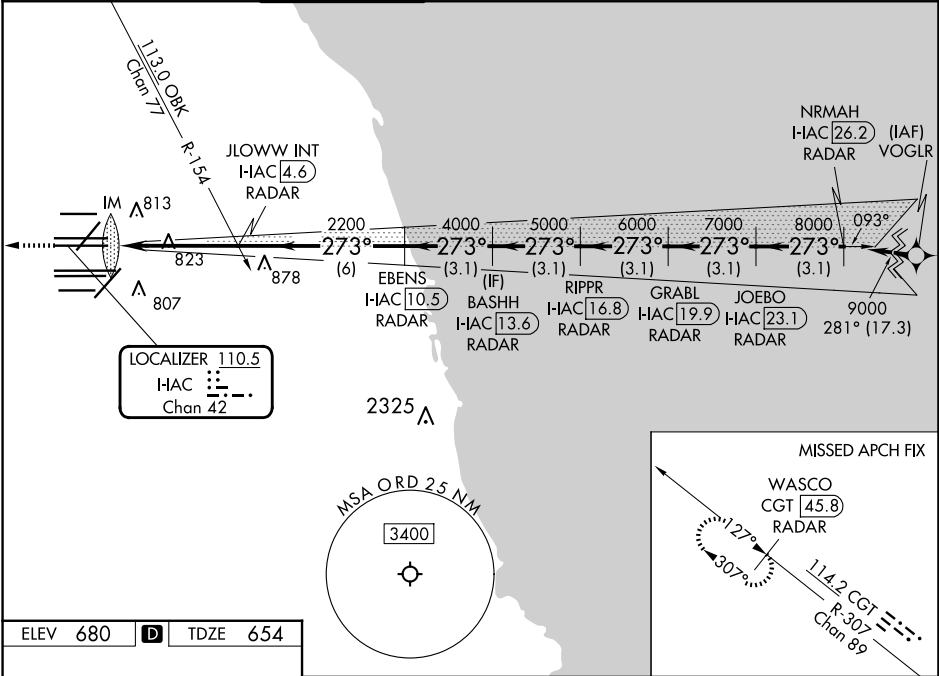 113.0 OBK
Chan 77
R-154
JLOWW INT
I-IAC 4.6
RADAR
NRMAH
I-IAC 26.2
RADAR
(IAF)
VOGLR
IM
813
823
878
807
2200
4000
5000
6000
7000
8000
093°
273°
273°
273°
273°
273°
273°
(6)
(3.1)
(3.1)
(3.1)
(3.1)
(3.1)
9000
281° (17.3)
EBENS
I-IAC 10.5
RADAR
(IF)
BASHH
I-IAC 13.6
RADAR
RIPPR
I-IAC 16.8
RADAR
GRABL
I-IAC 19.9
RADAR
JOEBO
I-IAC 23.1
RADAR
LOCALIZER 110.5
I-IAC
Chan 42
2325
MSA ORD 25 NM
3400
MISSED APCH FIX
WASCO
CGT 45.8
RADAR
127°
307°
114.2 CGT
R-307
Chan 89
ELEV 680 D TDZE 654